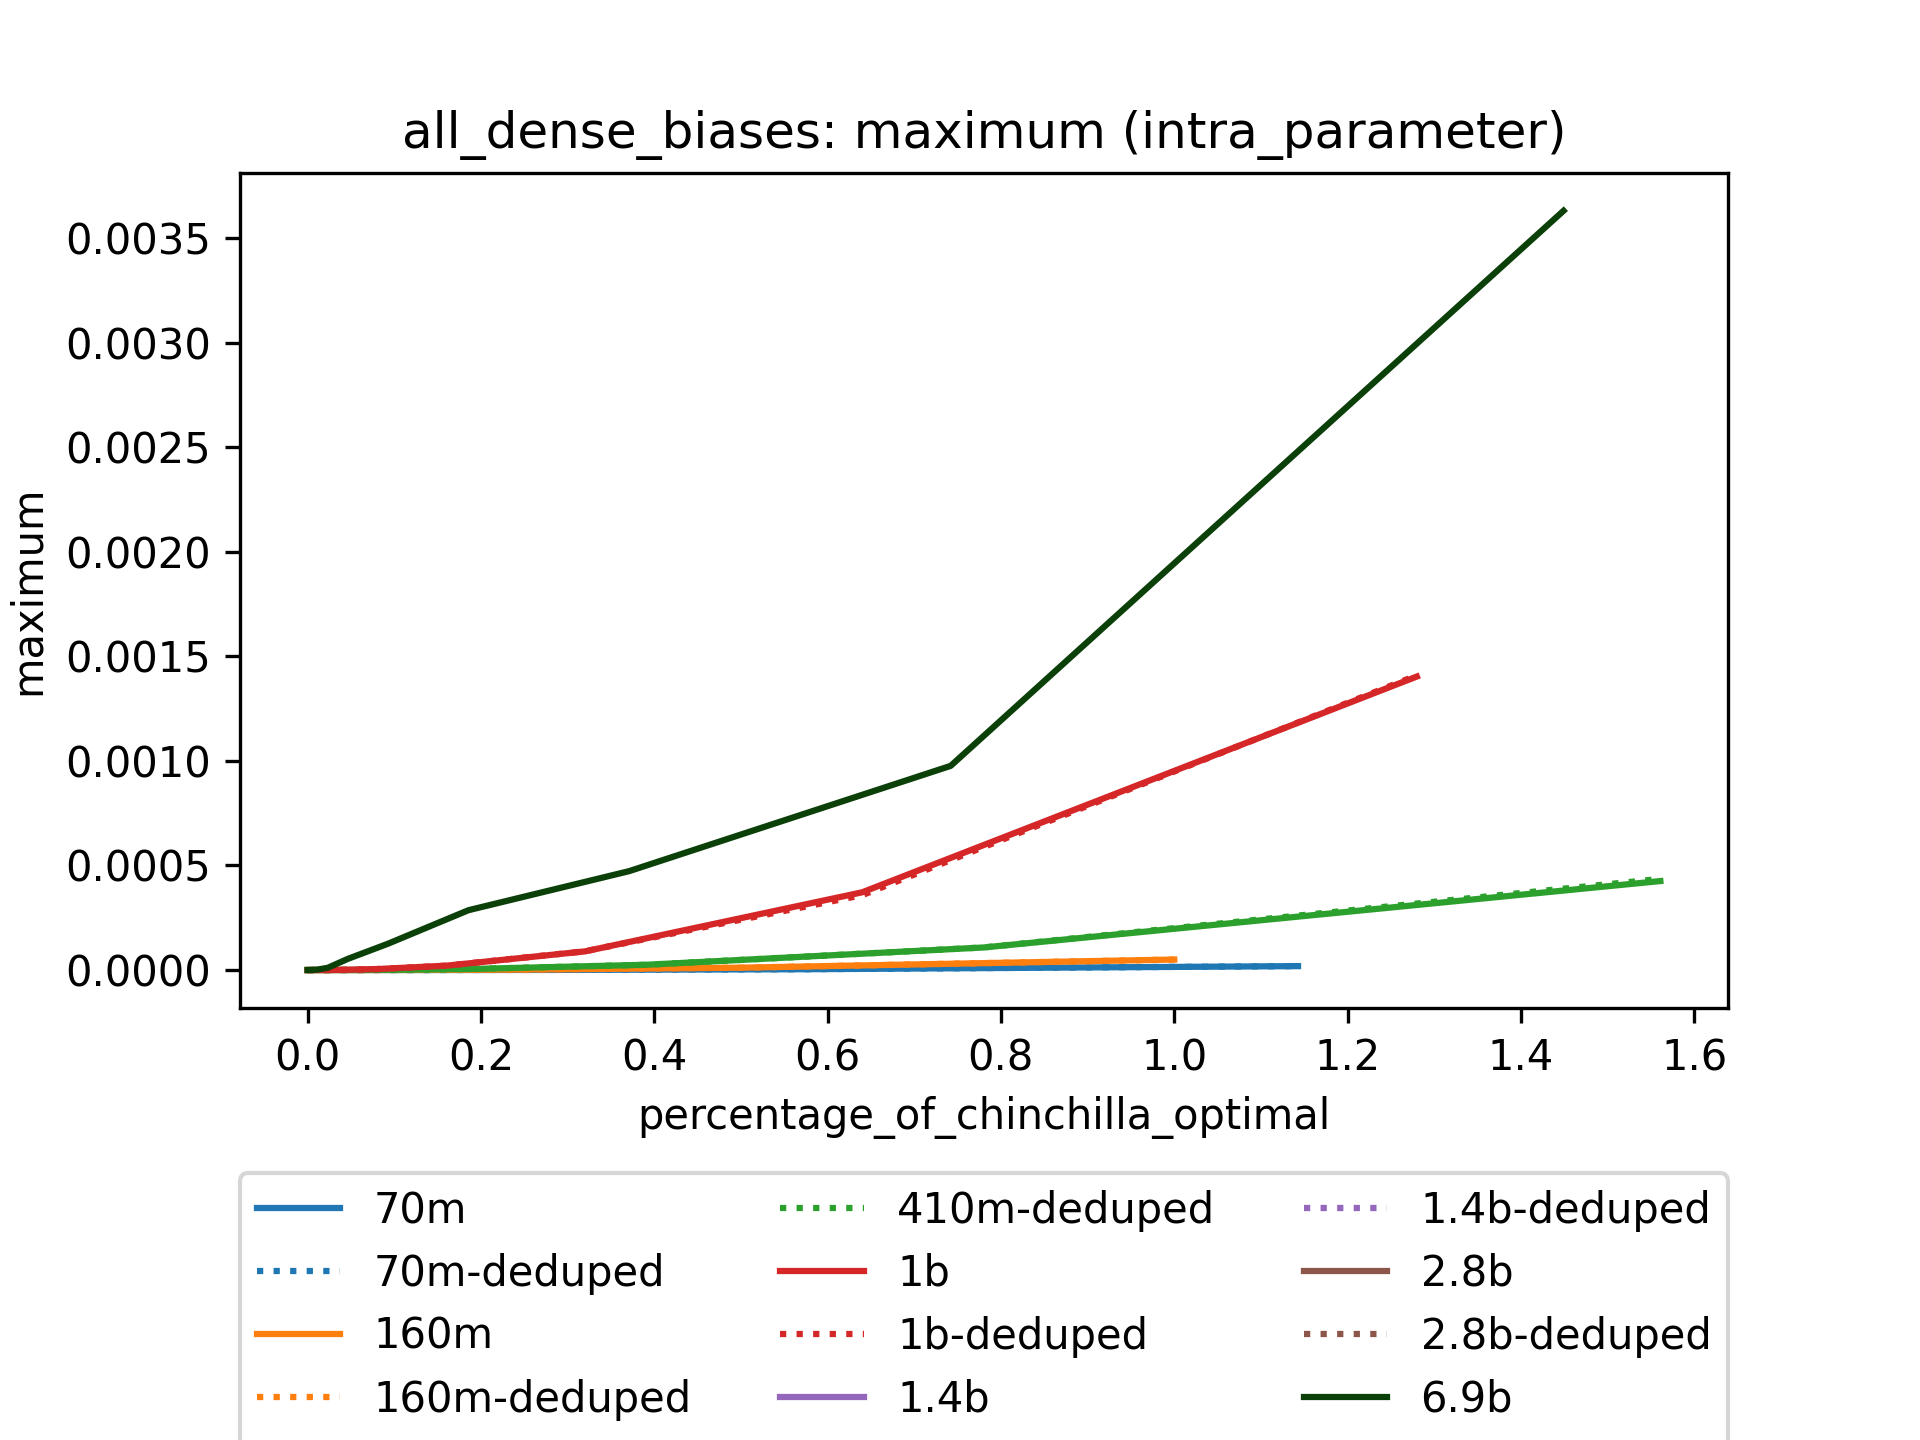 all_dense_biases: maximum (intra_parameter)
0.0035
0.0030
0.0025
0.0020
0.0015
0.0010
0.0005
0.0000
maximum
0.0 0.2 0.4 0.6 0.8 1.0 1.2 1.4 1.6
percentage_of_chinchilla_optimal
70m 410m-deduped 1.4b-deduped
70m-deduped 1b 2.8b
160m 1b-deduped 2.8b-deduped
160m-deduped 1.4b 6.9b